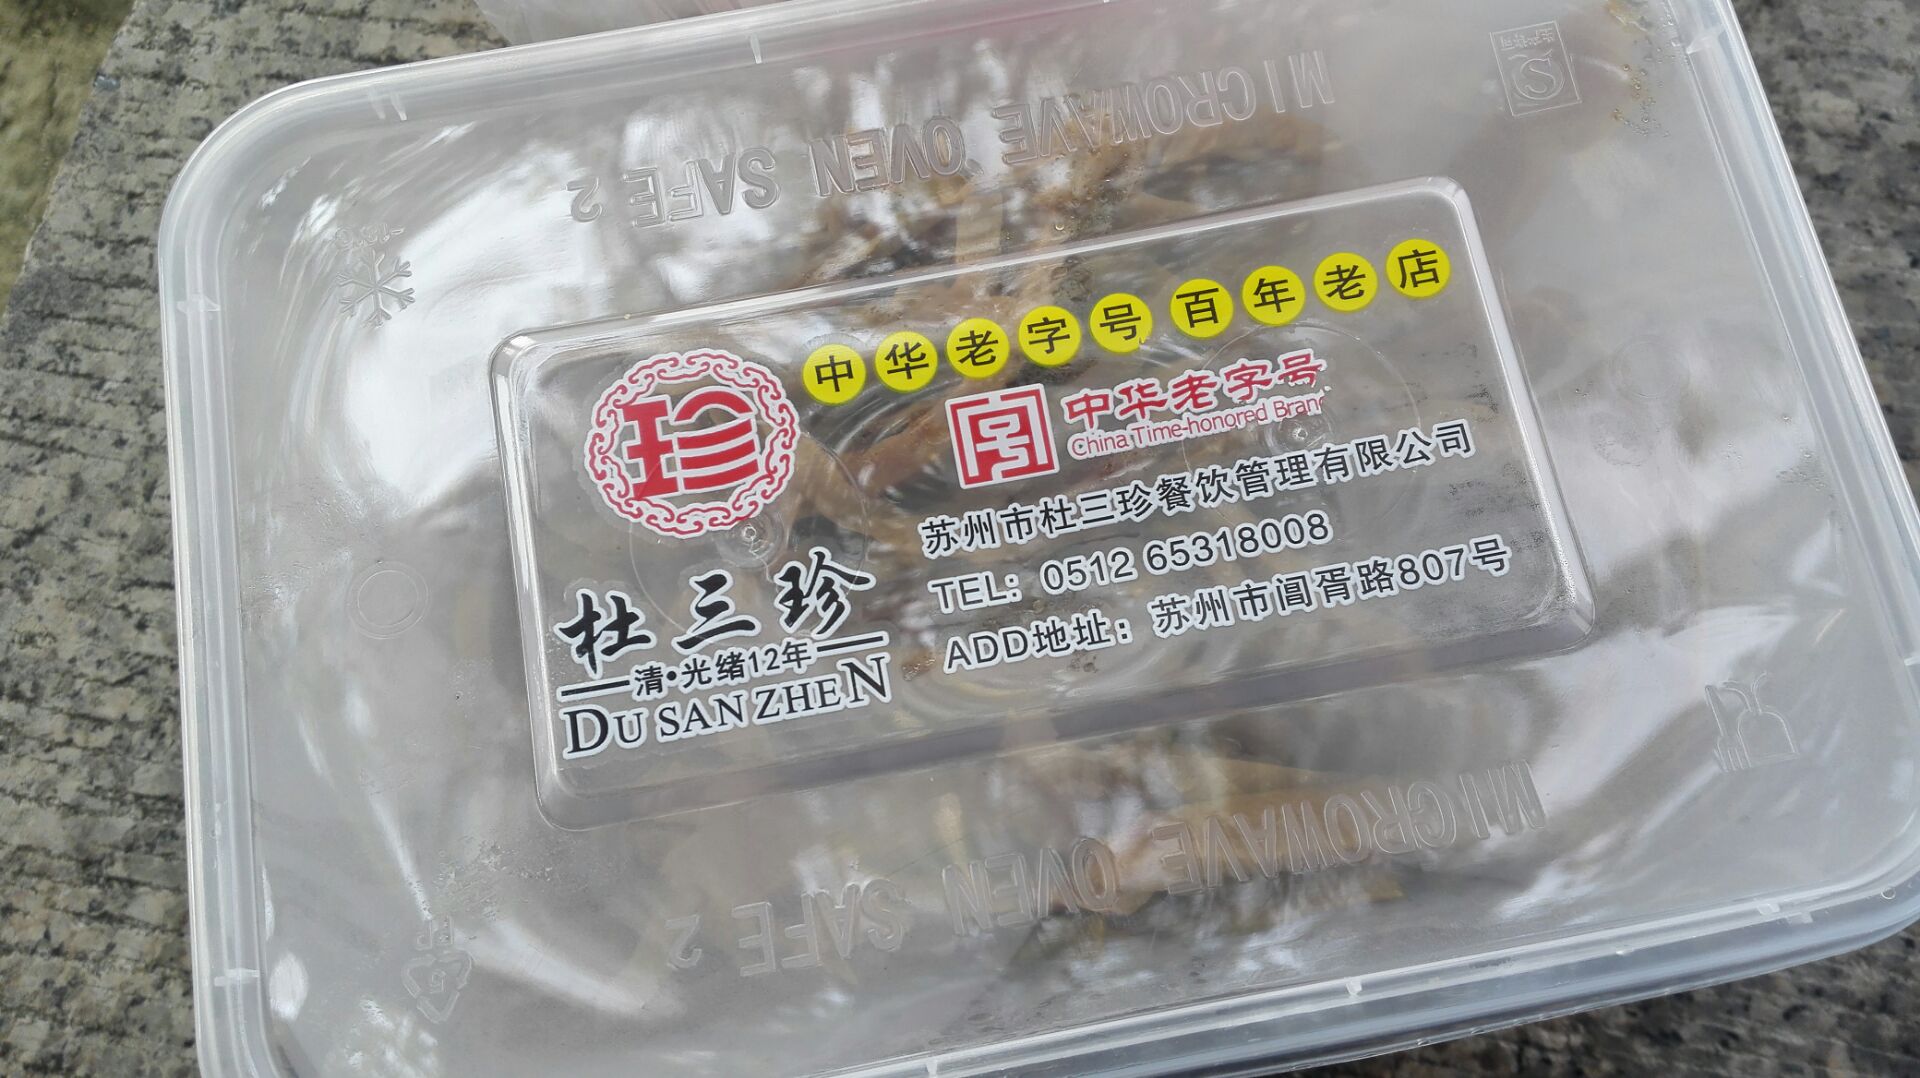 MICROWAVE OVEN SAFE 2
中华老字号 百年老店
珍
中华老字号
China Time-honored Bran
苏州市杜三珍餐饮管理有限公司
TEL: 0512 65318008
ADD地址：苏州市阊胥路807号
杜三珍
清·光绪12年
DU SAN ZHEN
MICROWAVE OVEN SAFE 2
PP